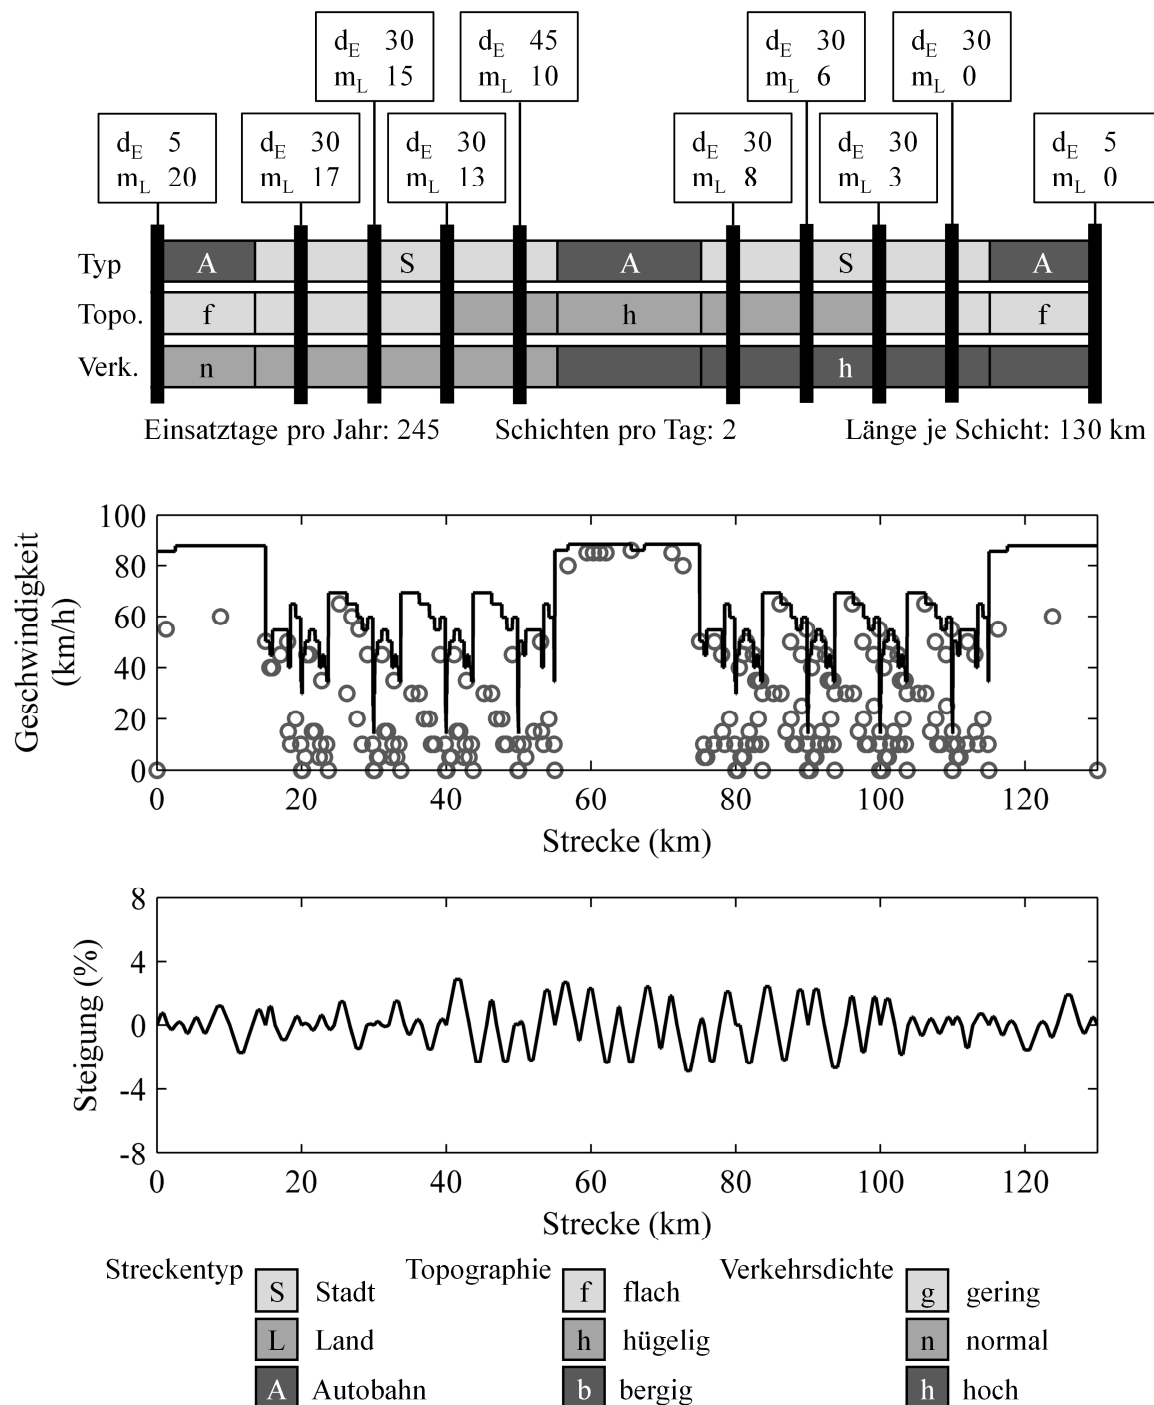 d_E 30
m_L 15
d_E 45
m_L 10
d_E 30
m_L 6
d_E 30
m_L 0
d_E 5
m_L 20
d_E 30
m_L 17
d_E 30
m_L 13
d_E 30
m_L 8
d_E 30
m_L 3
d_E 5
m_L 0
Typ A S A S A
Topo. f h f
Verk. n h
Einsatztage pro Jahr: 245 Schichten pro Tag: 2 Länge je Schicht: 130 km
Geschwindigkeit
(km/h)
100
80
60
40
20
0
0 20 40 60 80 100 120
Strecke (km)
Steigung (%)
8
4
0
-4
-8
0 20 40 60 80 100 120
Strecke (km)
Streckentyp Topographie Verkehrsdichte
S Stadt f flach g gering
L Land h hügelig n normal
A Autobahn b bergig h hoch